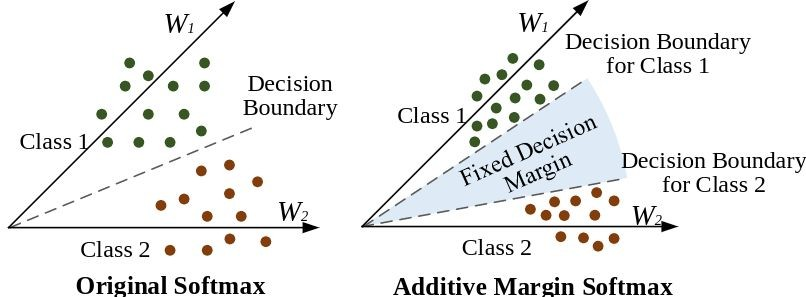 W1
Decision
Boundary
Class 1
W2
Class 2
Original Softmax
W1
Decision Boundary
for Class 1
Class 1
Fixed Decision
Margin
Decision Boundary
for Class 2
W2
Class 2
Additive Margin Softmax